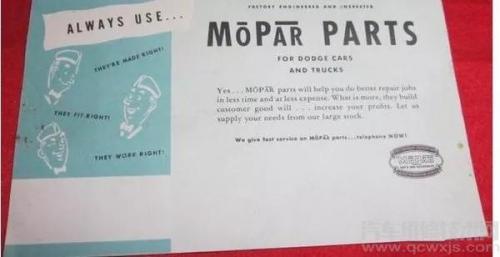 ALWAYS USE...
THEY'RE MADE RIGHT!
THEY FIT RIGHT!
THEY WORK RIGHT!
FACTORY ENGINEERED AND INSPECTED
MōPAR PARTS
FOR DODGE CARS
AND TRUCKS
Yes... MōPAR parts will help you do better repair jobs
in less time and at less expense. What is more, they build
customer good will . . . increase your profits. Let us
supply your needs from our large stock.
We give fast service on MōPAR parts...telephone NOW!
MōPAR
汽车维修技术网
www.qcwxjs.com